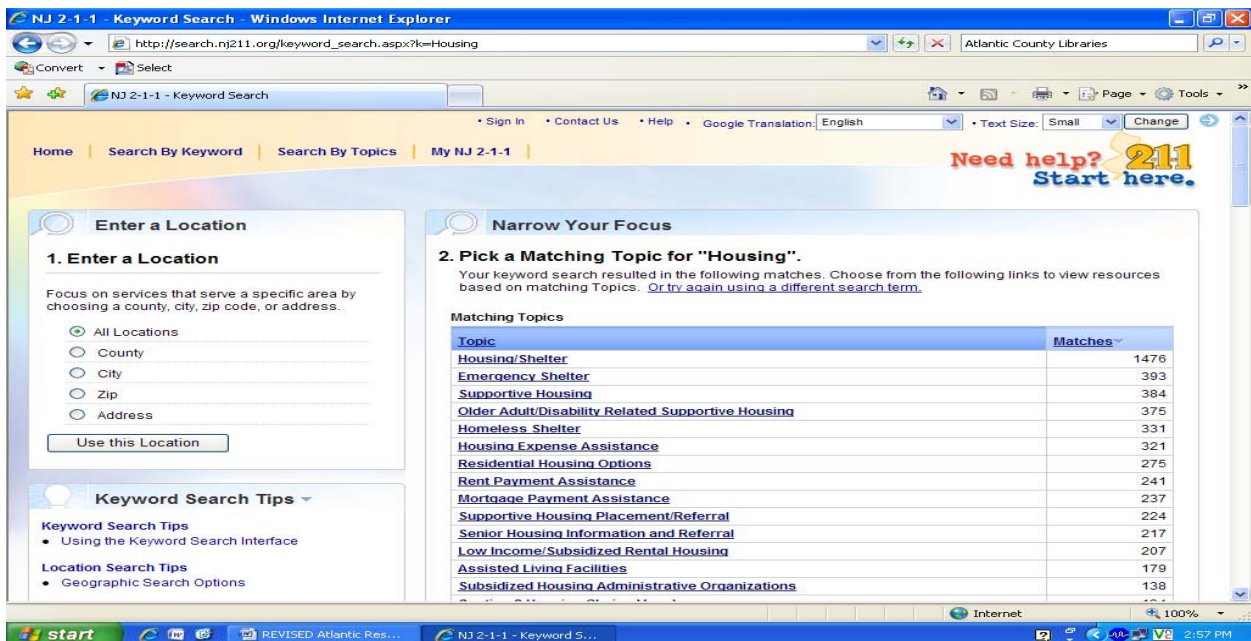 NJ 2-1-1 - Keyword Search - Windows Internet Explorer
http://search.nj211.org/keyword_search.aspx?k=Housing
Atlantic County Libraries
Convert Select
NJ 2-1-1 - Keyword Search
Page Tools
• Sign In • Contact Us • Help • Google Translation: English • Text Size: Small Change
Home | Search By Keyword | Search By Topics | My NJ 2-1-1 |
Need help? 211
Start here.
Enter a Location
1. Enter a Location
Focus on services that serve a specific area by
choosing a county, city, zip code, or address.
All Locations
County
City
Zip
Address
Use this Location
Keyword Search Tips
Keyword Search Tips
• Using the Keyword Search Interface
Location Search Tips
• Geographic Search Options
Narrow Your Focus
2. Pick a Matching Topic for "Housing".
Your keyword search resulted in the following matches. Choose from the following links to view resources
based on matching Topics. Or try again using a different search term.
Matching Topics
Topic Matches
Housing/Shelter 1476
Emergency Shelter 393
Supportive Housing 384
Older Adult/Disability Related Supportive Housing 375
Homeless Shelter 331
Housing Expense Assistance 321
Residential Housing Options 275
Rent Payment Assistance 241
Mortgage Payment Assistance 237
Supportive Housing Placement/Referral 224
Senior Housing Information and Referral 217
Low Income/Subsidized Rental Housing 207
Assisted Living Facilities 179
Subsidized Housing Administrative Organizations 138
Internet 100%
start REVISED Atlantic Res... NJ 2-1-1 - Keyword S... 2:57 PM